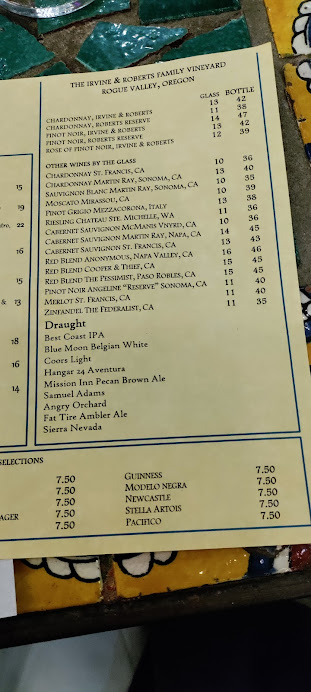 THE IRVINE & ROBERTS FAMILY VINEYARD
ROGUE VALLEY, OREGON
GLASS BOTTLE
CHARDONNAY, IRVINE & ROBERTS 13 42
CHARDONNAY, ROBERTS RESERVE 11 38
PINOT NOIR, IRVINE & ROBERTS 14 47
PINOT NOIR, ROBERTS RESERVE 13 42
ROSE OF PINOT NOIR, IRVINE & ROBERTS 12 39
OTHER WINES BY THE GLASS
CHARDONNAY ST. FRANCIS, CA 10 36
CHARDONNAY MARTIN RAY, SONOMA, CA 13 40
SAUVIGNON BLANC MARTIN RAY, SONOMA, CA 10 35
MOSCATO MIRASSOU, CA 10 39
PINOT GRIGIO MEZZACORONA, ITALY 13 38
RIESLING CHATEAU STE. MICHELLE, WA 11 36
CABERNET SAUVIGNON MCMANIS VNYRD, CA 10 36
CABERNET SAUVIGNON MARTIN RAY, NAPA, CA 14 45
CABERNET SAUVIGNON ST. FRANCIS, CA 13 43
RED BLEND ANONYMOUS, NAPA VALLEY, CA 16 46
RED BLEND COOPER & THIEF, CA 15 45
RED BLEND THE PESSIMIST, PASO ROBLES, CA 15 45
PINOT NOIR ANGELINE "RESERVE" SONOMA, CA 11 40
MERLOT ST. FRANCIS, CA 11 40
ZINFANDEL THE FEDERALIST, CA 11 35
Draught
Best Coast IPA
Blue Moon Belgian White
Coors Light
Hangar 24 Aventura
Mission Inn Pecan Brown Ale
Samuel Adams
Angry Orchard
Fat Tire Ambler Ale
Sierra Nevada
15
19
22
16
15
& 13
18
16
14
SELECTIONS
7.50
7.50
7.50
7.50
AGER 7.50
GUINNESS 7.50
MODELO NEGRA 7.50
NEWCASTLE 7.50
STELLA ARTOIS 7.50
PACIFICO 7.50